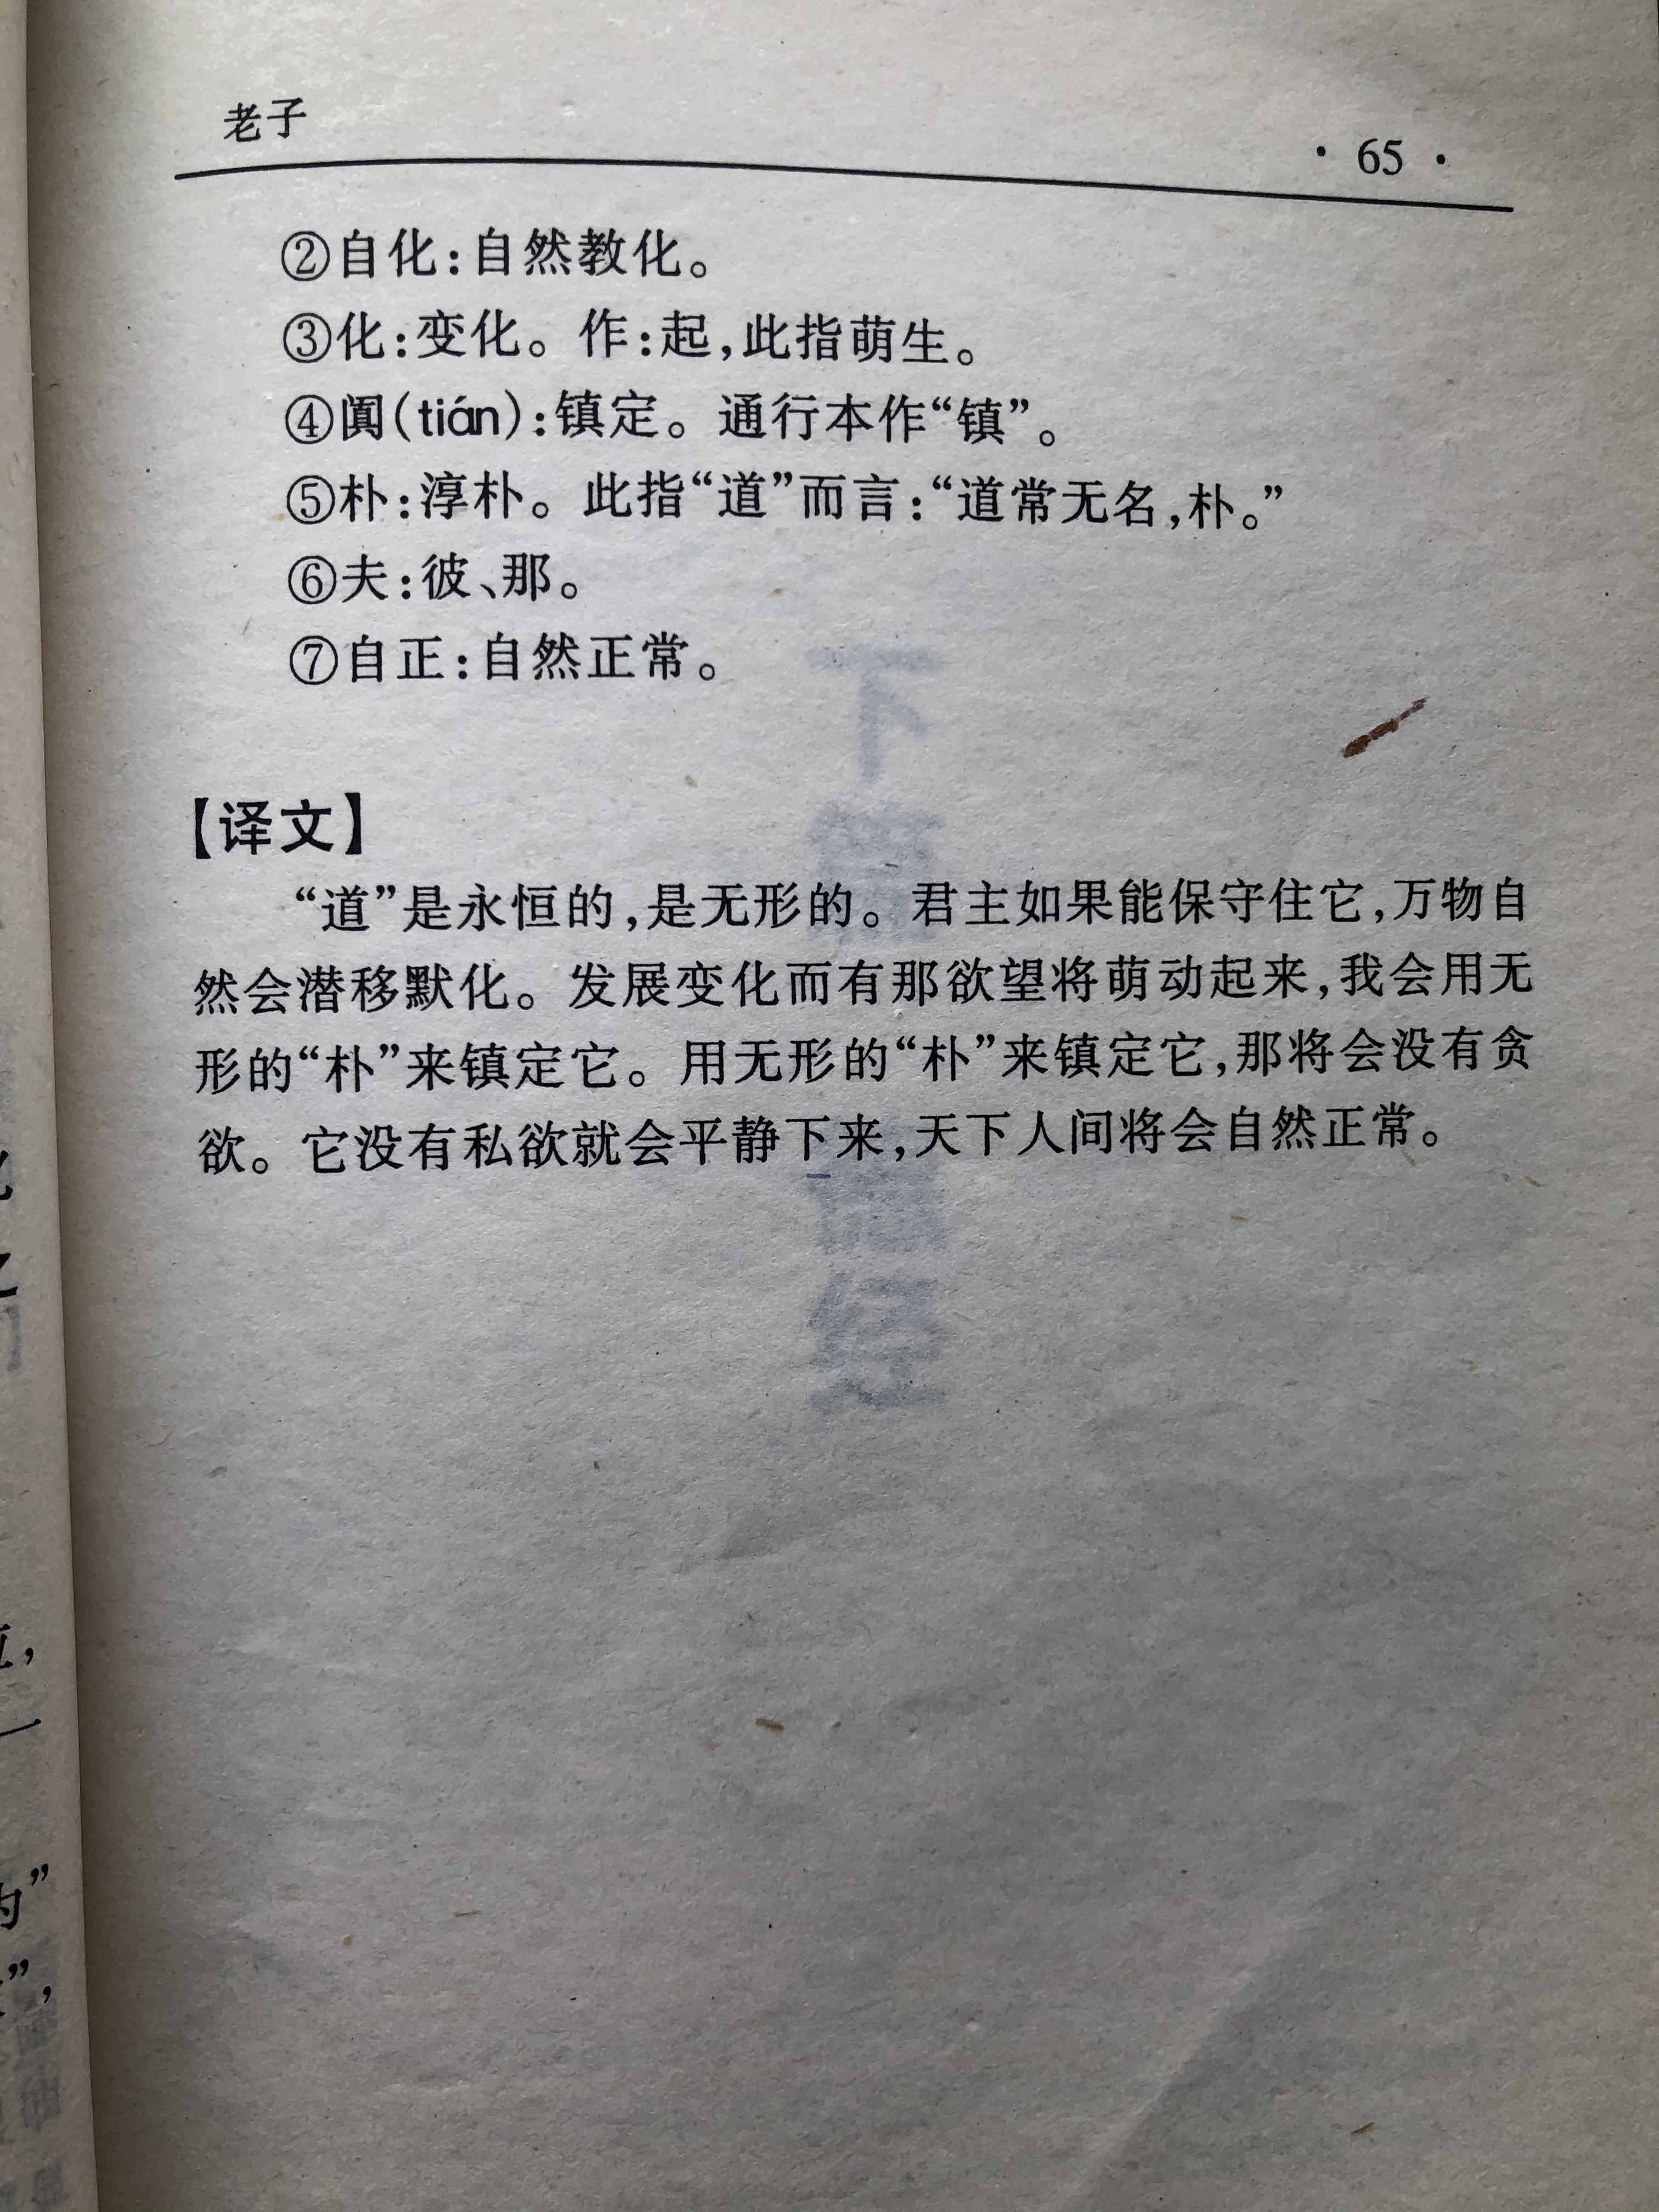 老子
· 65 ·
②自化:自然教化。
③化:变化。作:起,此指萌生。
④阗(tián):镇定。通行本作“镇”。
⑤朴:淳朴。此指“道”而言:“道常无名,朴。”
⑥夫:彼、那。
⑦自正:自然正常。
【译文】
“道”是永恒的,是无形的。君主如果能保守住它,万物自
然会潜移默化。发展变化而有那欲望将萌动起来,我会用无
形的“朴”来镇定它。用无形的“朴”来镇定它,那将会没有贪
欲。它没有私欲就会平静下来,天下人间将会自然正常。